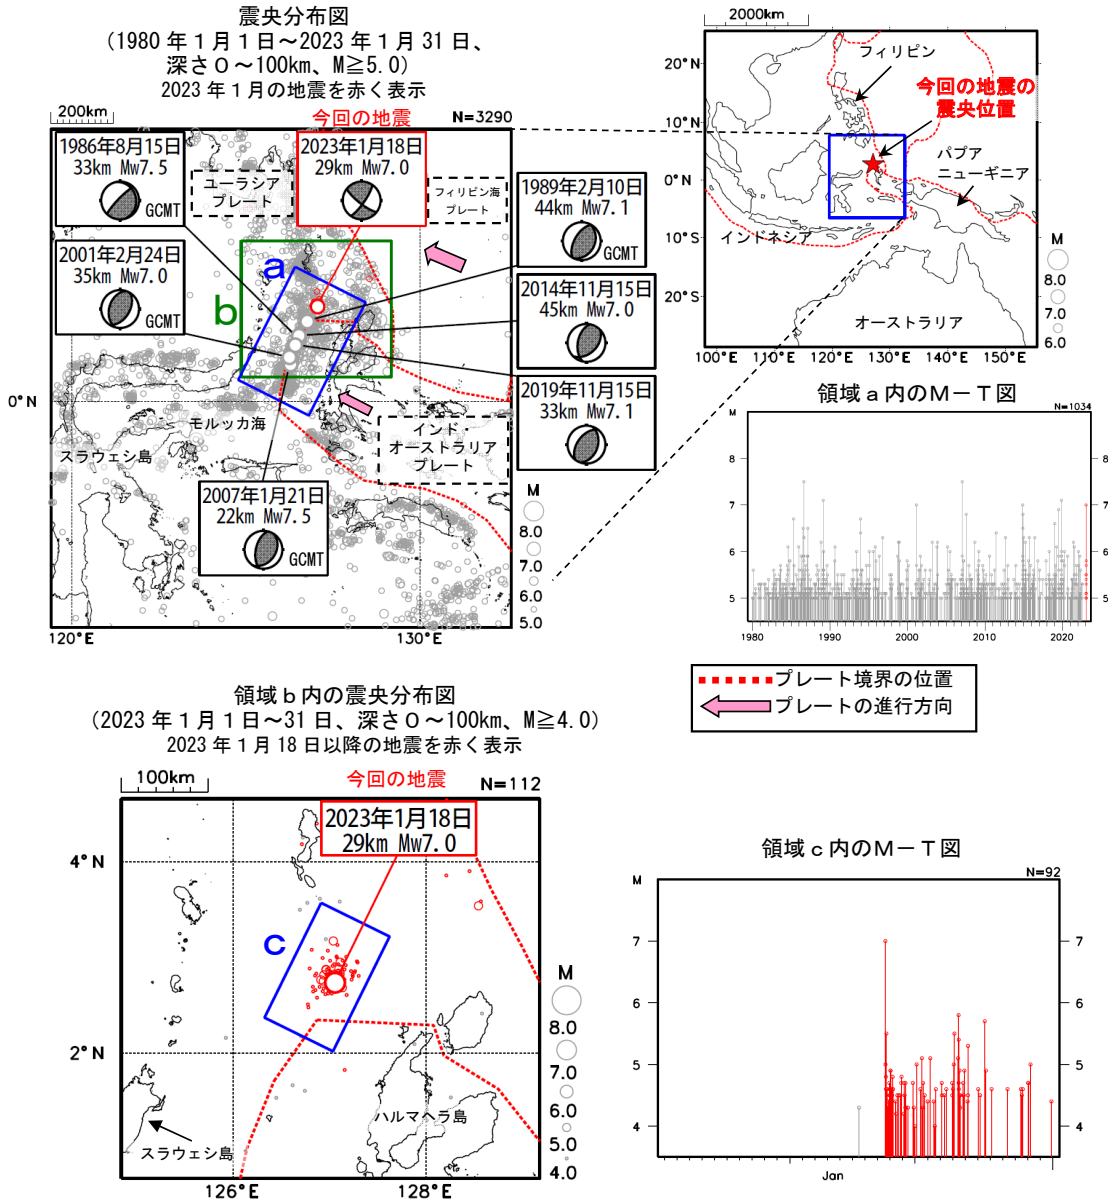 震央分布図
(1980年1月1日~2023年1月31日、
深さ0~100km、M≧5.0)
2023年1月の地震を赤く表示
200km
今回の地震
N=3290
1986年8月15日
33km Mw7.5
GCMT
2023年1月18日
29km Mw7.0
ユーラシア
プレート
フィリピン海
プレート
1989年2月10日
44km Mw7.1
GCMT
2001年2月24日
35km Mw7.0
GCMT
2014年11月15日
45km Mw7.0
GCMT
2019年11月15日
33km Mw7.1
GCMT
a
b
0°N
モルッカ海
スラウェシ島
インド・
オーストラリア
プレート
2007年1月21日
22km Mw7.5
GCMT
M
8.0
7.0
6.0
5.0
120°E
130°E
2000km
20°N
10°N
0°N
10°S
20°S
フィリピン
今回の地震の
震央位置
パプア
ニューギニア
インドネシア
オーストラリア
100°E
110°E
120°E
130°E
140°E
150°E
M
8.0
7.0
6.0
領域a内のM-T図
N=1034
M
8
7
6
5
8
7
6
5
1980
1990
2000
2010
2020
プレート境界の位置
プレートの進行方向
領域b内の震央分布図
(2023年1月1日~31日、深さ0~100km、M≧4.0)
2023年1月18日以降の地震を赤く表示
100km
今回の地震
N=112
2023年1月18日
29km Mw7.0
4°N
2°N
c
ハルマヘラ島
スラウェシ島
126°E
128°E
M
8.0
7.0
6.0
5.0
4.0
領域c内のM-T図
N=92
M
7
6
5
4
7
6
5
4
Jan